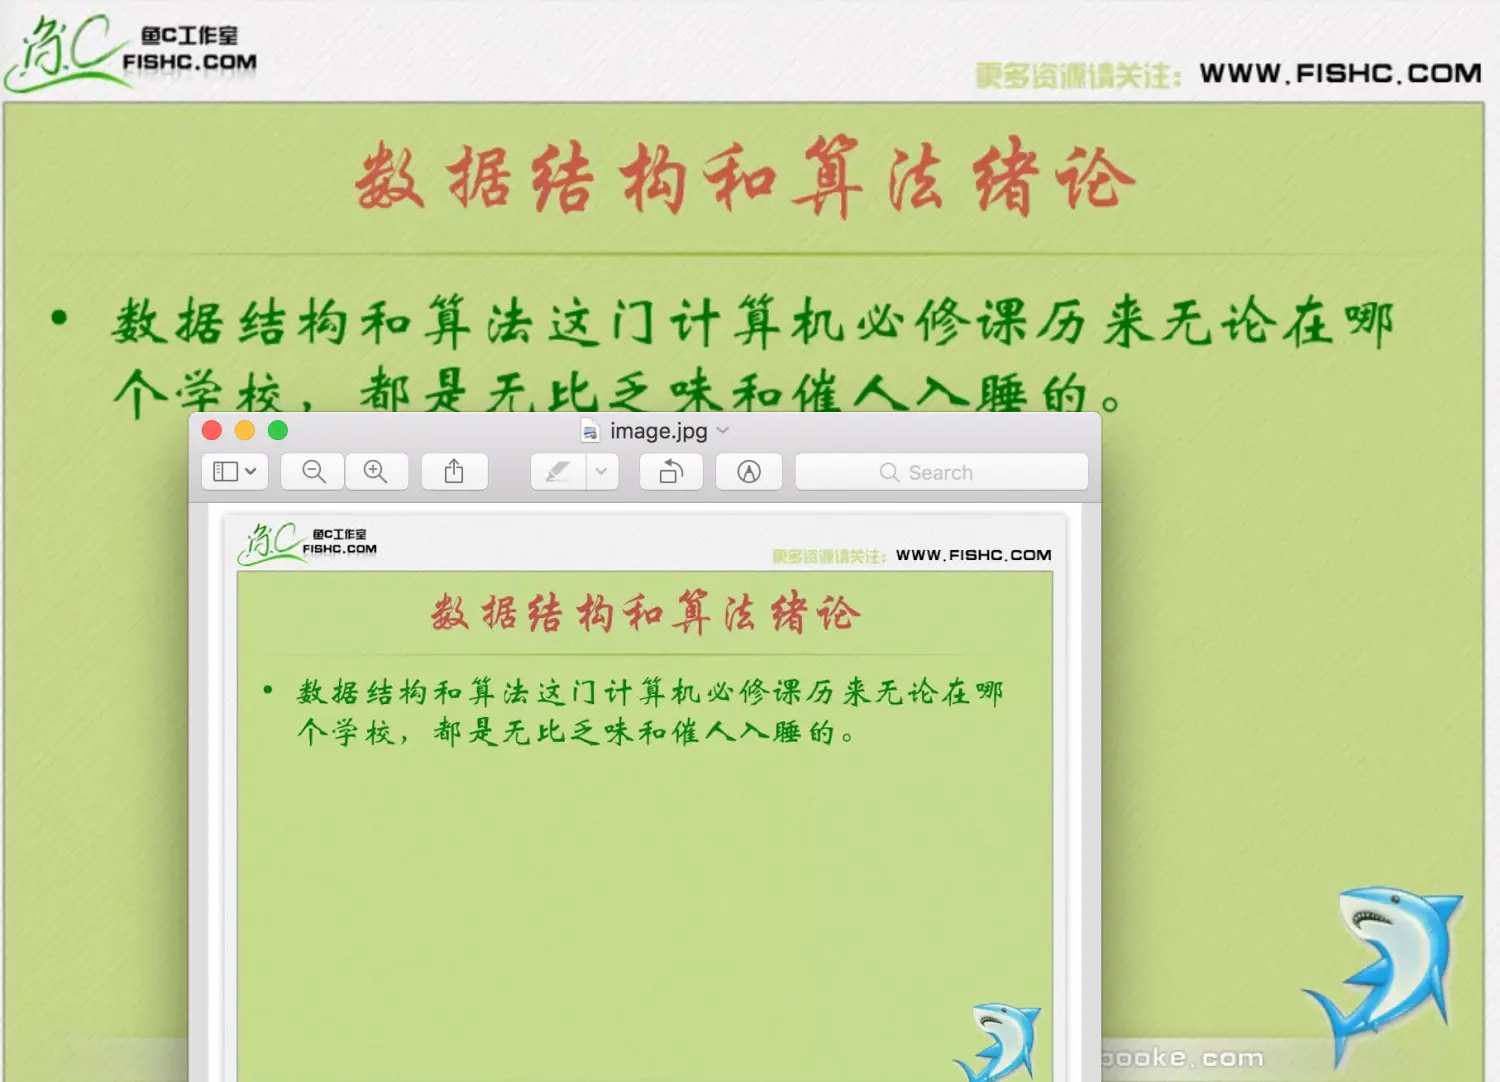 鱼C工作室
FISHC.COM
更多资源请关注： WWW.FISHC.COM
数据结构和算法绪论
• 数据结构和算法这门计算机必修课历来无论在哪
个学校，都是无比乏味和催人入睡的。
image.jpg
Search
鱼C工作室
FISHC.COM
更多资源请关注： WWW.FISHC.COM
数据结构和算法绪论
• 数据结构和算法这门计算机必修课历来无论在哪
个学校，都是无比乏味和催人入睡的。
booke.com